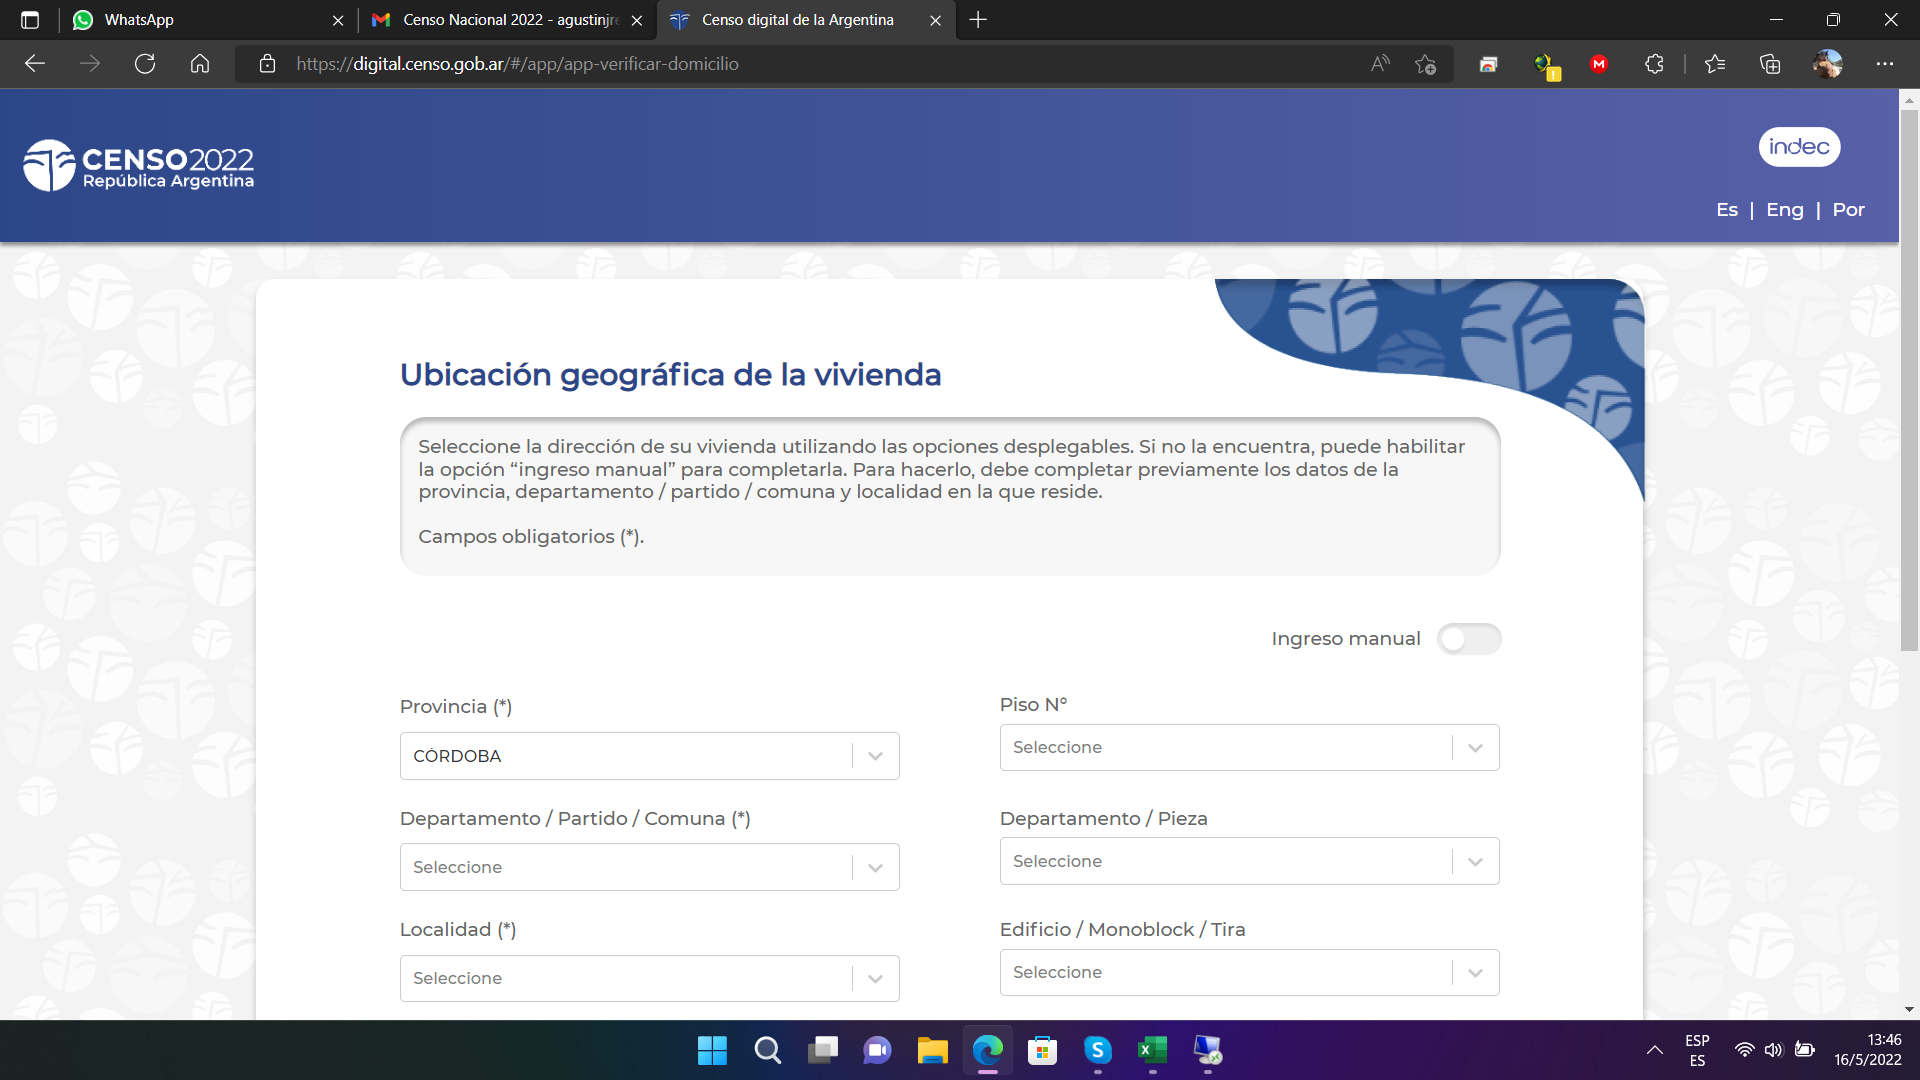 WhatsApp
Censo Nacional 2022 - agustinjre
Censo digital de la Argentina
https://digital.censo.gob.ar/#/app/app-verificar-domicilio
CENSO2022
República Argentina
indec
Es | Eng | Por
Ubicación geográfica de la vivienda
Seleccione la dirección de su vivienda utilizando las opciones desplegables. Si no la encuentra, puede habilitar
la opción “ingreso manual” para completarla. Para hacerlo, debe completar previamente los datos de la
provincia, departamento / partido / comuna y localidad en la que reside.
Campos obligatorios (*).
Ingreso manual
Provincia (*)
CÓRDOBA
Piso N°
Seleccione
Departamento / Partido / Comuna (*)
Seleccione
Departamento / Pieza
Seleccione
Localidad (*)
Seleccione
Edificio / Monoblock / Tira
Seleccione
ESP
ES
13:46
16/5/2022